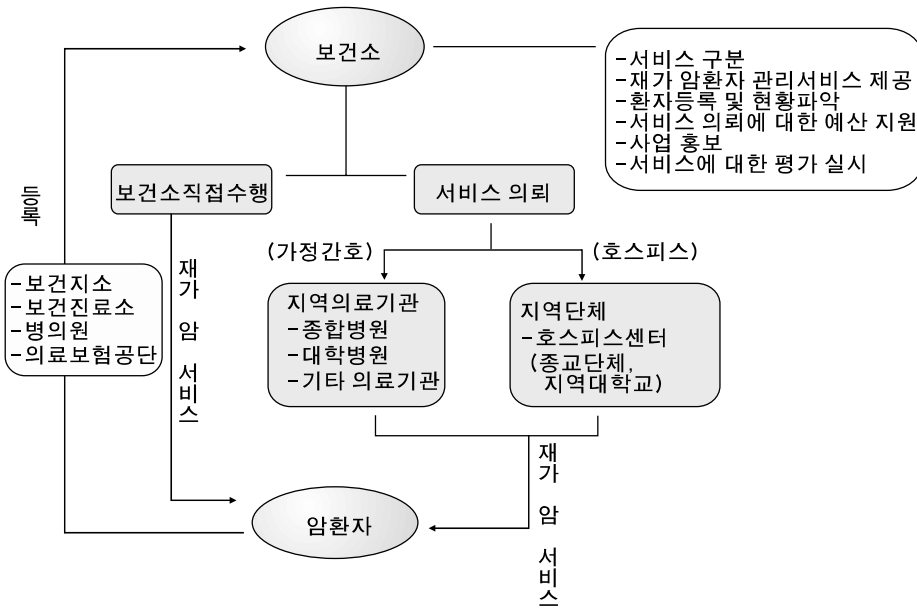 보건소
-서비스 구분
-재가 암환자 관리서비스 제공
-환자등록 및 현황파악
-서비스 의뢰에 대한 예산 지원
-사업 홍보
-서비스에 대한 평가 실시
보건소직접수행
서비스 의뢰
등록
(가정간호)
(호스피스)
-보건지소
-보건진료소
-병의원
-의료보험공단
재가 암 서비스
지역의료기관
-종합병원
-대학병원
-기타 의료기관
지역단체
-호스피스센터
(종교단체,
지역대학교)
재가 암 서비스
암환자